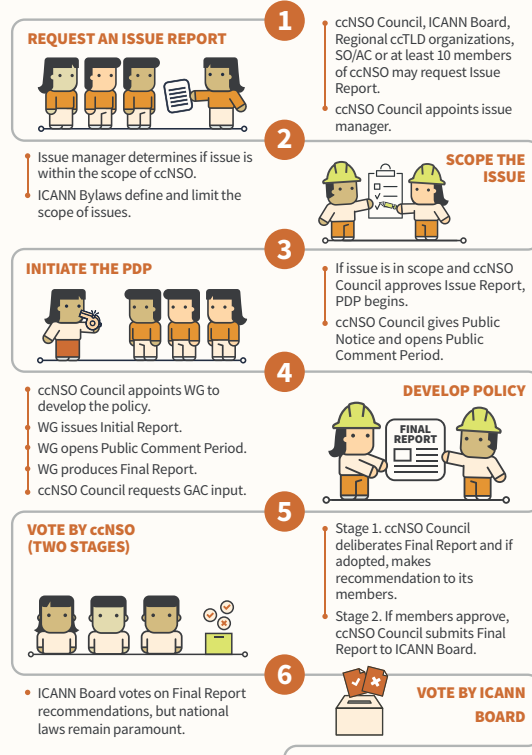 1
REQUEST AN ISSUE REPORT
ccNSO Council, ICANN Board,
Regional ccTLD organizations,
SO/AC or at least 10 members
of ccNSO may request Issue
Report.
ccNSO Council appoints issue
manager.
2
SCOPE THE
ISSUE
Issue manager determines if issue is
within the scope of ccNSO.
ICANN Bylaws define and limit the
scope of issues.
3
INITIATE THE PDP
If issue is in scope and ccNSO
Council approves Issue Report,
PDP begins.
ccNSO Council gives Public
Notice and opens Public
Comment Period.
4
DEVELOP POLICY
ccNSO Council appoints WG to
develop the policy.
WG issues Initial Report.
WG opens Public Comment Period.
WG produces Final Report.
ccNSO Council requests GAC input.
FINAL
REPORT
5
VOTE BY ccNSO
(TWO STAGES)
Stage 1. ccNSO Council
deliberates Final Report and if
adopted, makes
recommendation to its
members.
Stage 2. If members approve,
ccNSO Council submits Final
Report to ICANN Board.
6
VOTE BY ICANN
BOARD
ICANN Board votes on Final Report
recommendations, but national
laws remain paramount.